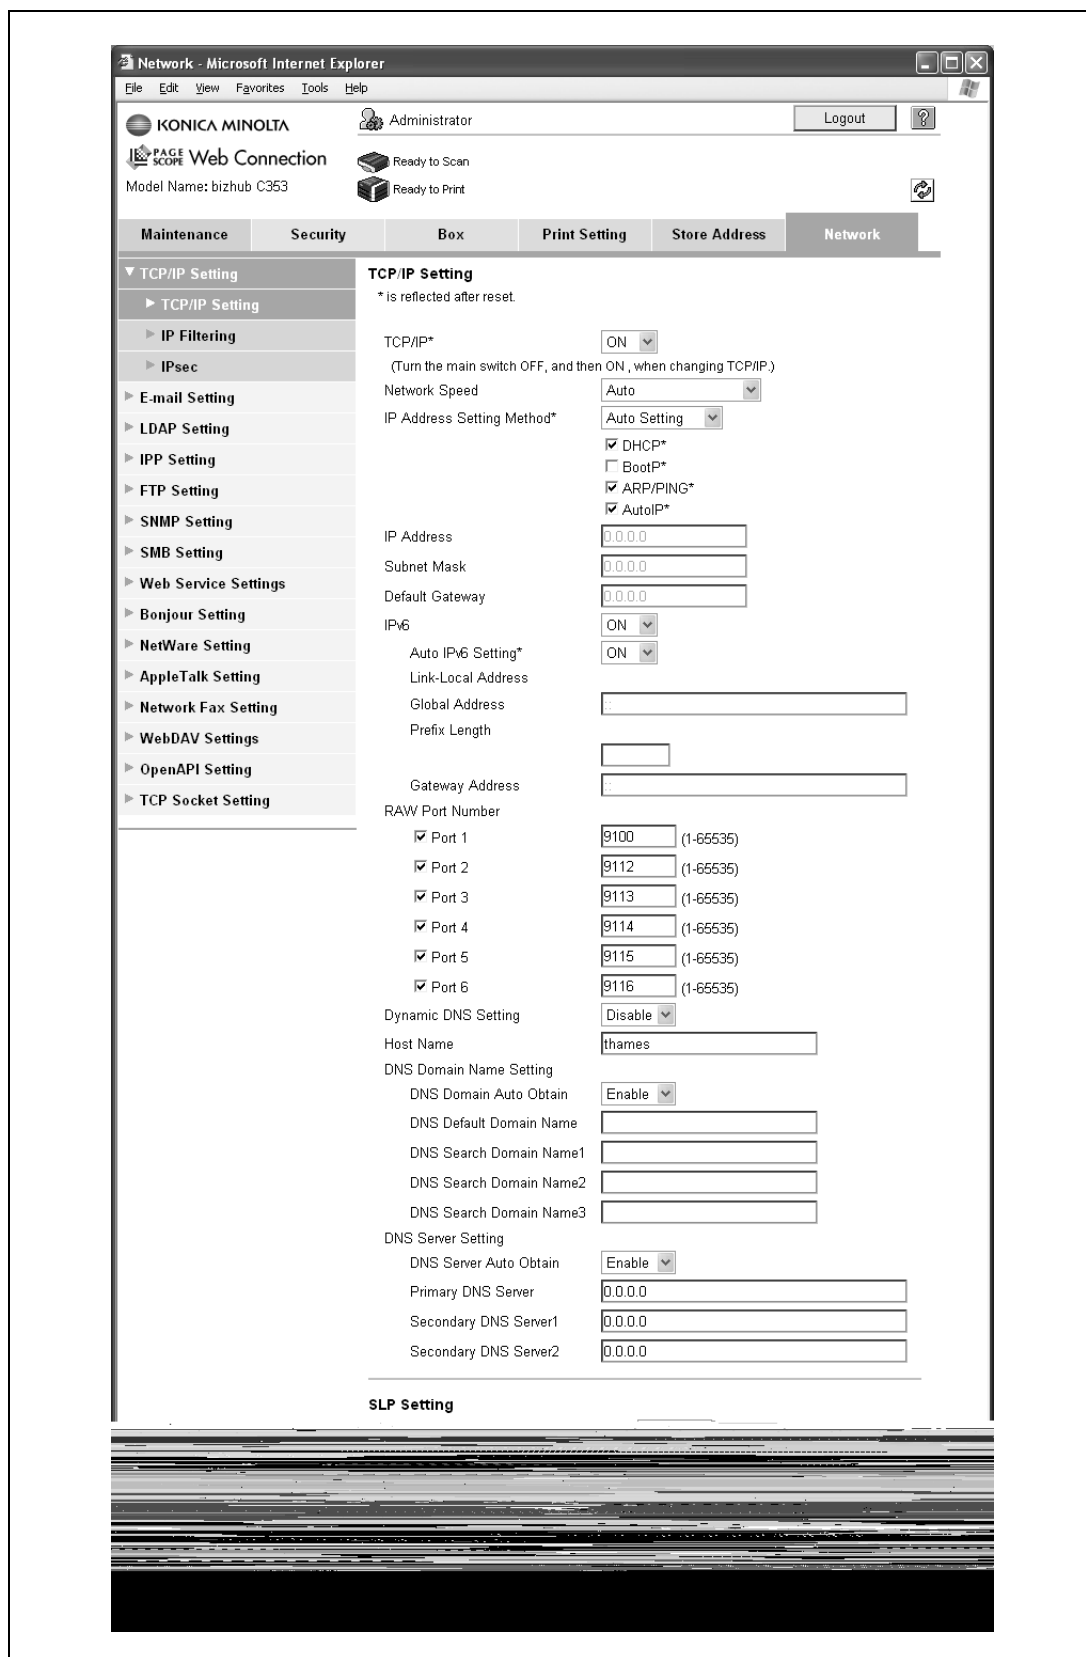 Network - Microsoft Internet Explorer
File Edit View Favorites Tools Help
KONICA MINOLTA
Administrator
Logout
?
PAGE SCOPE Web Connection
Ready to Scan
Model Name: bizhub C353
Ready to Print
Maintenance Security Box Print Setting Store Address Network
TCP/IP Setting
TCP/IP Setting
IP Filtering
IPsec
E-mail Setting
LDAP Setting
IPP Setting
FTP Setting
SNMP Setting
SMB Setting
Web Service Settings
Bonjour Setting
NetWare Setting
AppleTalk Setting
Network Fax Setting
WebDAV Settings
OpenAPI Setting
TCP Socket Setting
TCP/IP Setting
* is reflected after reset.
TCP/IP* ON
(Turn the main switch OFF, and then ON , when changing TCP/IP.)
Network Speed Auto
IP Address Setting Method* Auto Setting
DHCP*
BootP*
ARP/PING*
AutoIP*
IP Address 0.0.0.0
Subnet Mask 0.0.0.0
Default Gateway 0.0.0.0
IPv6 ON
Auto IPv6 Setting* ON
Link-Local Address
Global Address ::
Prefix Length
Gateway Address ::
RAW Port Number
Port 1 9100 (1-65535)
Port 2 9112 (1-65535)
Port 3 9113 (1-65535)
Port 4 9114 (1-65535)
Port 5 9115 (1-65535)
Port 6 9116 (1-65535)
Dynamic DNS Setting Disable
Host Name thames
DNS Domain Name Setting
DNS Domain Auto Obtain Enable
DNS Default Domain Name
DNS Search Domain Name1
DNS Search Domain Name2
DNS Search Domain Name3
DNS Server Setting
DNS Server Auto Obtain Enable
Primary DNS Server 0.0.0.0
Secondary DNS Server1 0.0.0.0
Secondary DNS Server2 0.0.0.0
SLP Setting